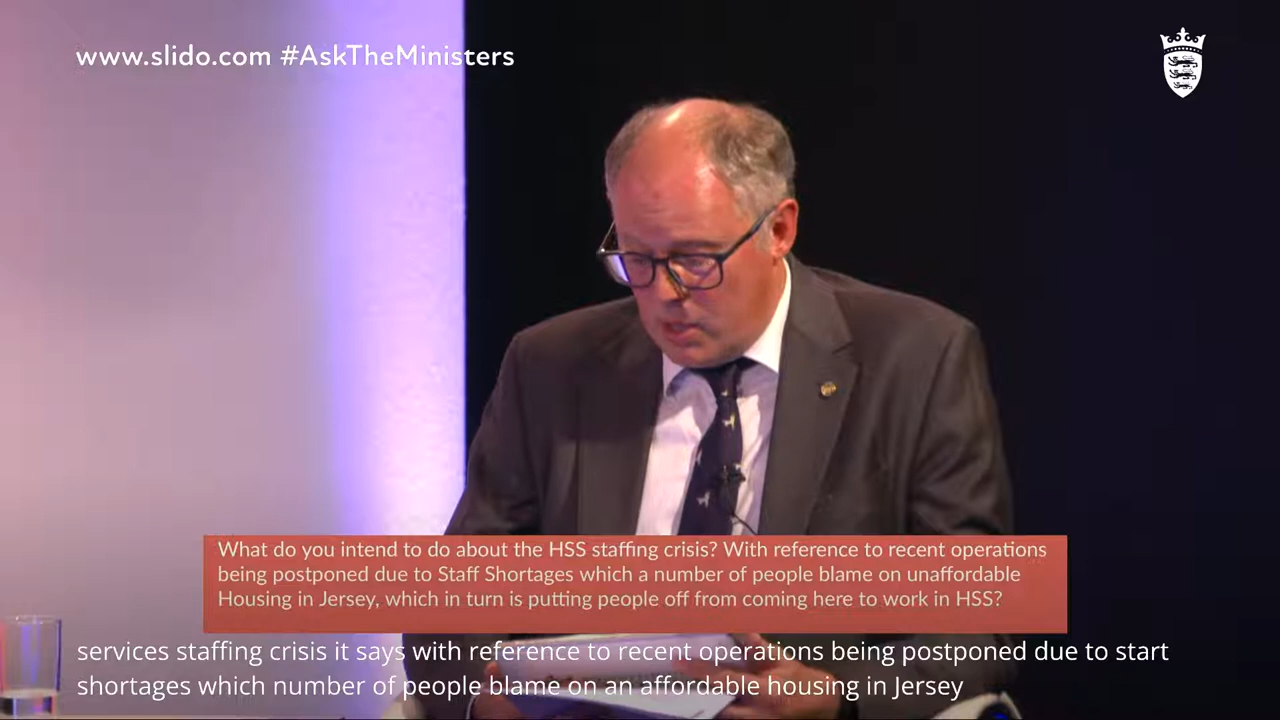 www.slido.com #AskTheMinisters
What do you intend to do about the HSS staffing crisis? With reference to recent operations
being postponed due to Staff Shortages which a number of people blame on unaffordable
Housing in Jersey, which in turn is putting people off from coming here to work in HSS?
services staffing crisis it says with reference to recent operations being postponed due to start
shortages which number of people blame on an affordable housing in Jersey